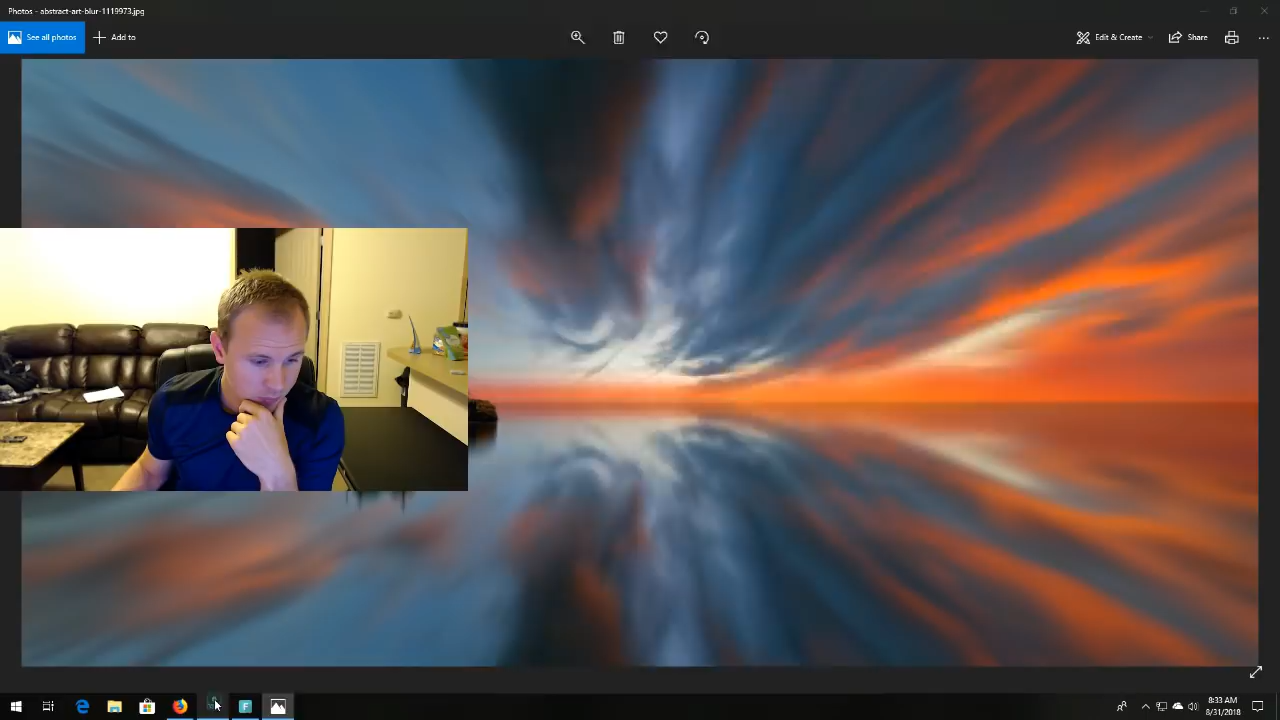 Photos - abstract-art-blur-1119973.jpg
See all photos
Add to
Edit & Create
Share
8:33 AM
8/31/2018